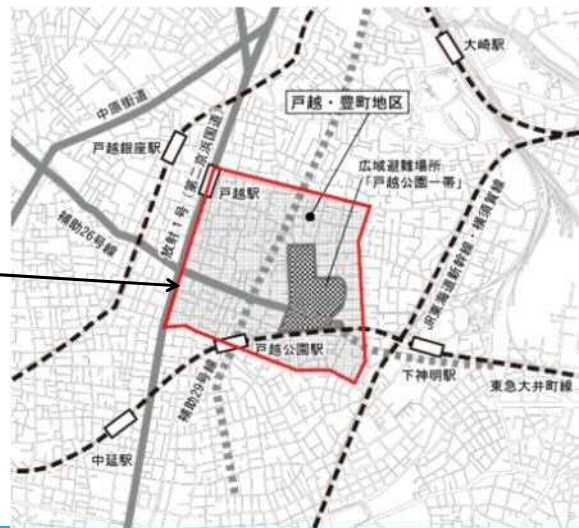 大崎駅
中原街道
戸越・豊町地区
戸越銀座駅
放射1号（第二京浜国道）
戸越駅
広域避難場所
「戸越公園一帯」
補助26号線
JR東海道新幹線・横須賀線
戸越公園駅
補助29号線
下神明駅
東急大井町線
中延駅